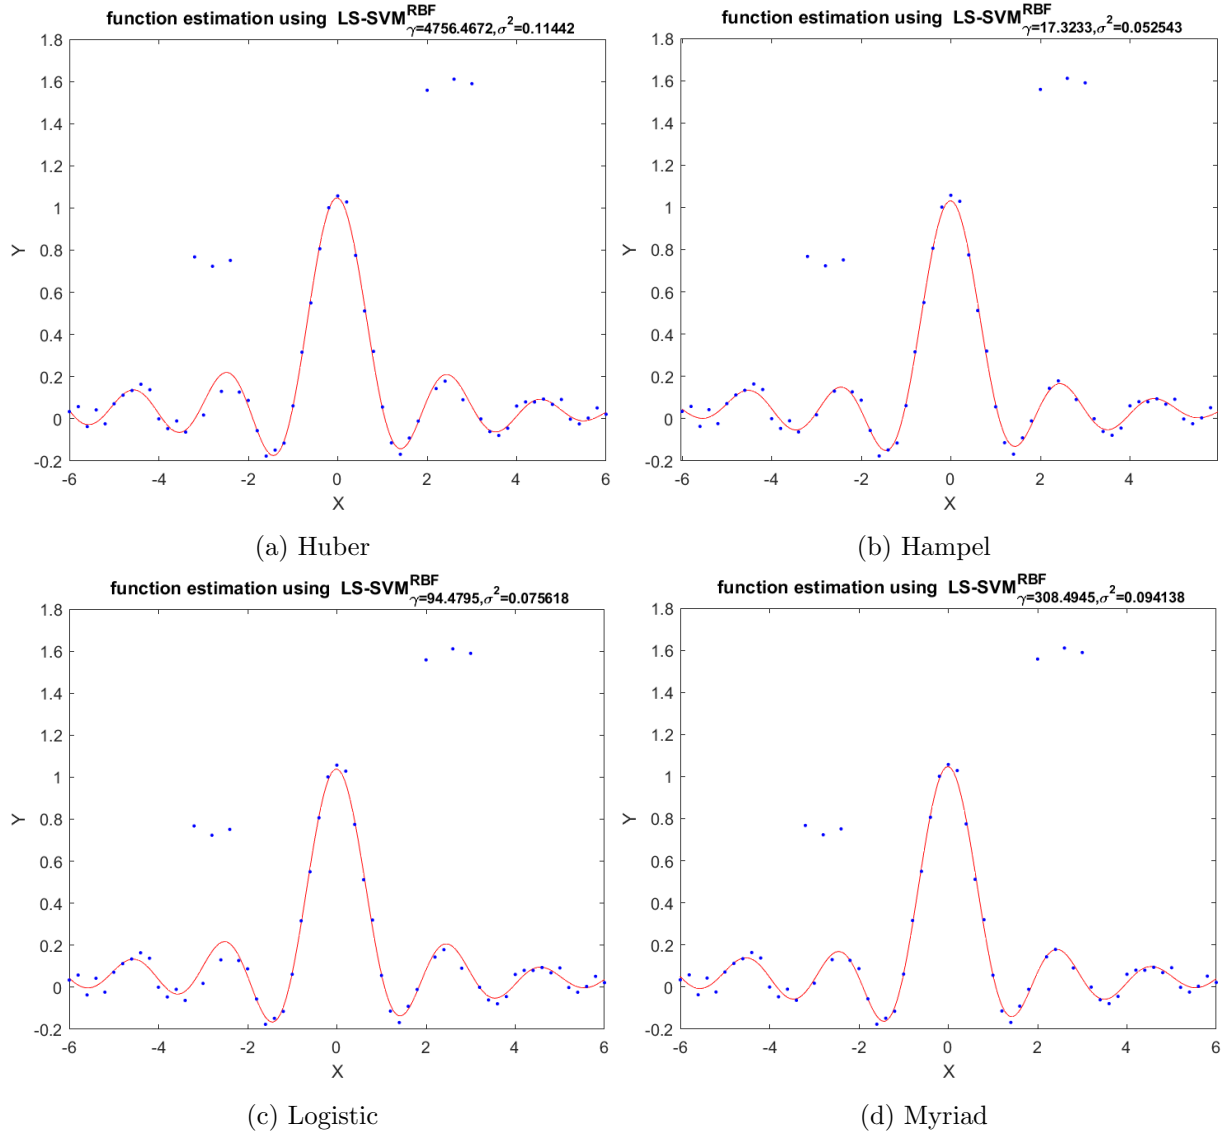 function estimation using LS-SVM^RBF_γ=4756.4672,σ²=0.11442
1.8
1.6
1.4
1.2
1
0.8
0.6
0.4
0.2
0
-0.2
Y
-6 -4 -2 0 2 4 6
X
(a) Huber
function estimation using LS-SVM^RBF_γ=17.3233,σ²=0.052543
1.8
1.6
1.4
1.2
1
0.8
0.6
0.4
0.2
0
-0.2
Y
-6 -4 -2 0 2 4
X
(b) Hampel
function estimation using LS-SVM^RBF_γ=94.4795,σ²=0.075618
1.8
1.6
1.4
1.2
1
0.8
0.6
0.4
0.2
0
-0.2
Y
-6 -4 -2 0 2 4 6
X
(c) Logistic
function estimation using LS-SVM^RBF_γ=308.4945,σ²=0.094138
1.8
1.6
1.4
1.2
1
0.8
0.6
0.4
0.2
0
-0.2
Y
-6 -4 -2 0 2 4 6
X
(d) Myriad